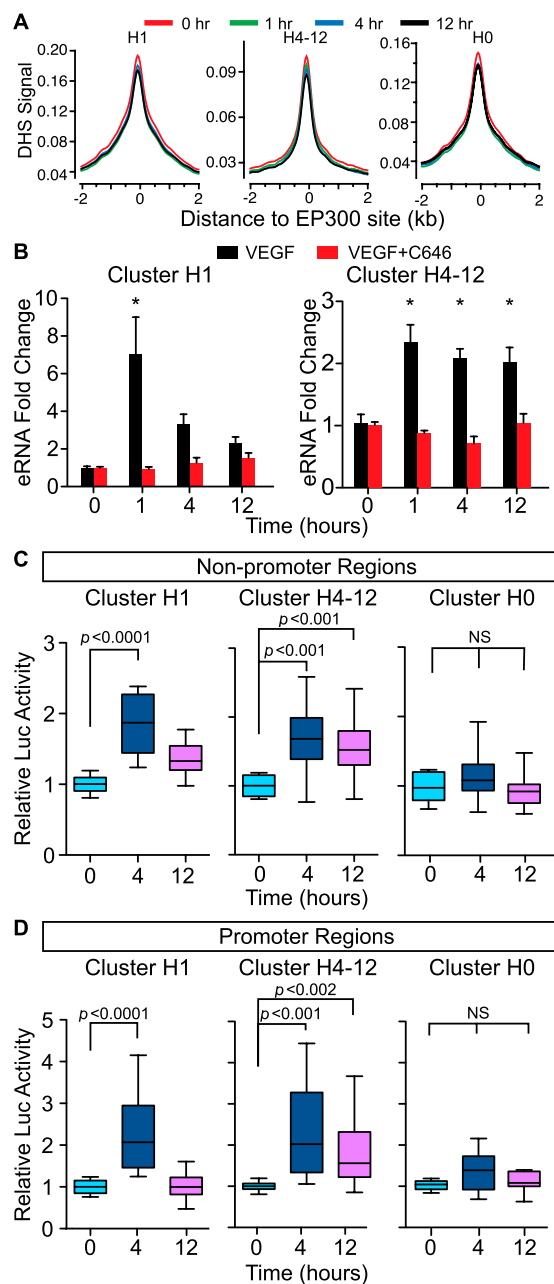 A
0 hr 1 hr 4 hr 12 hr
H1 H4-12 H0
DHS Signal
0.20
0.16
0.12
0.08
0.04
0.09
0.06
0.03
0.16
0.12
0.08
0.04
-2 0 2 -2 0 2 -2 0 2
Distance to EP300 site (kb)
B
VEGF VEGF+C646
Cluster H1 Cluster H4-12
eRNA Fold Change
10
8
6
4
2
0
*
0 1 4 12
eRNA Fold Change
3
2
1
0
* * *
0 1 4 12
Time (hours)
C
Non-promoter Regions
Cluster H1 Cluster H4-12 Cluster H0
Relative Luc Activity
3
2
1
0
p<0.0001
p<0.001
p<0.001
NS
0 4 12 0 4 12 0 4 12
Time (hours)
D
Promoter Regions
Cluster H1 Cluster H4-12 Cluster H0
Relative Luc Activity
5
4
3
2
1
0
p<0.0001
p<0.002
p<0.001
NS
0 4 12 0 4 12 0 4 12
Time (hours)